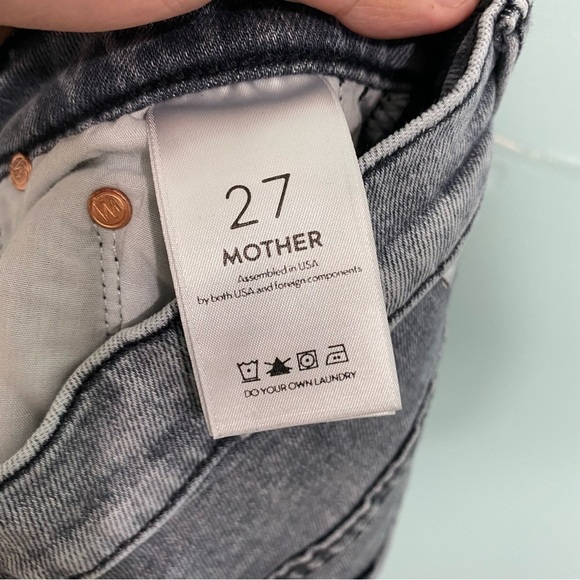 27
MOTHER
Assembled in USA
by both USA and foreign components
DO YOUR OWN LAUNDRY